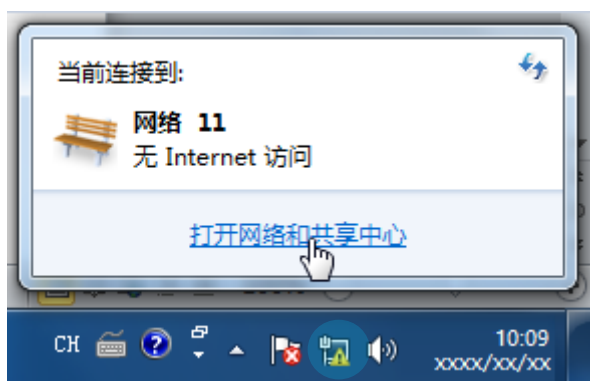 当前连接到:
网络 11
无 Internet 访问
打开网络和共享中心
CH
10:09
xxxx/xx/xx